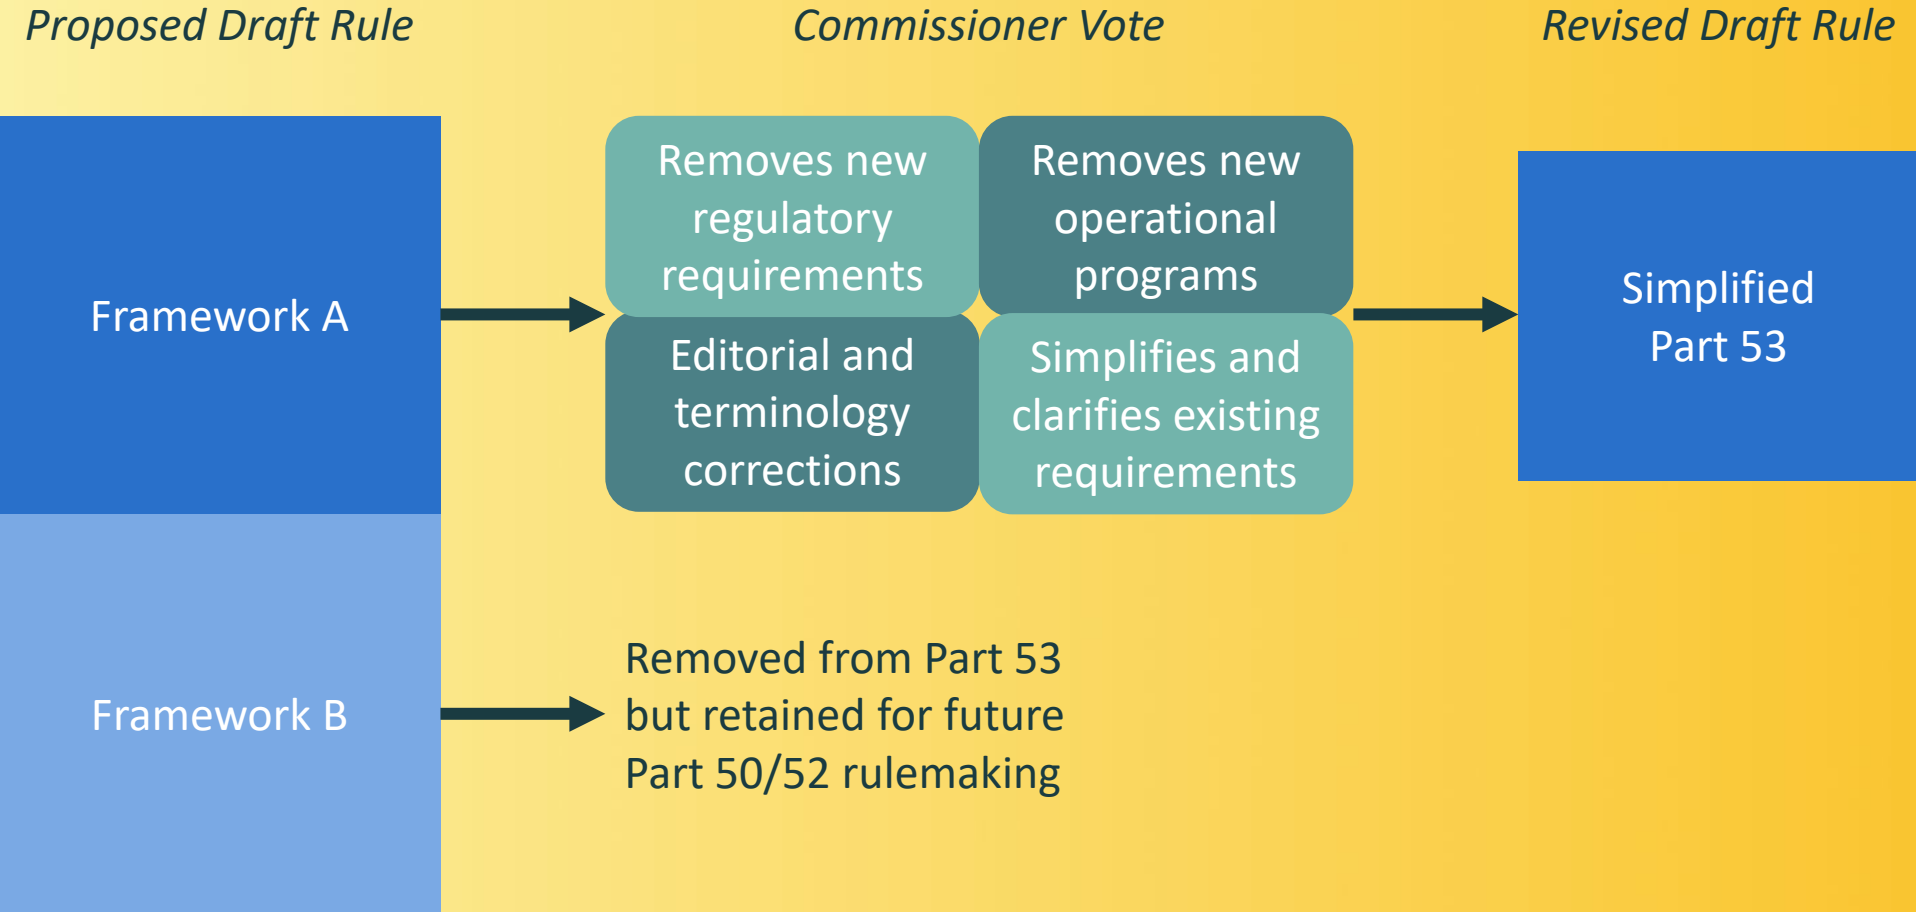 Proposed Draft Rule
Commissioner Vote
Revised Draft Rule
Framework A
Removes new
regulatory
requirements
Removes new
operational
programs
Editorial and
terminology
corrections
Simplifies and
clarifies existing
requirements
Simplified
Part 53
Framework B
Removed from Part 53
but retained for future
Part 50/52 rulemaking